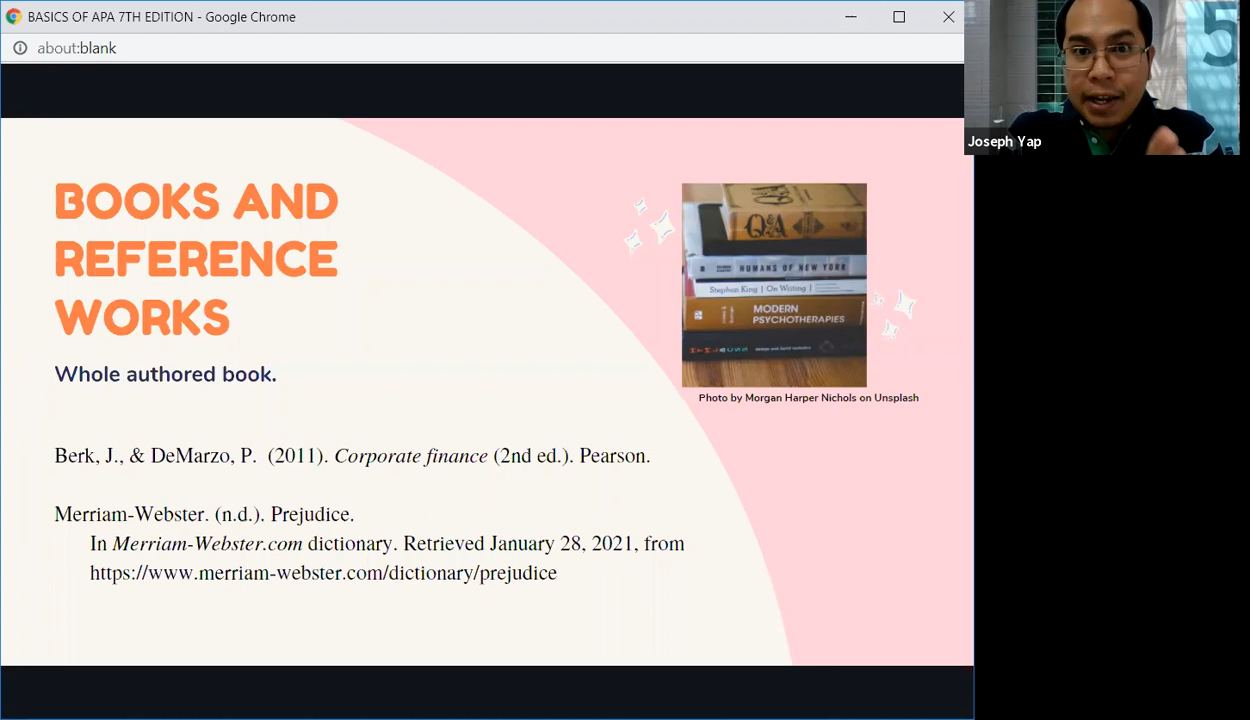 BASICS OF APA 7TH EDITION - Google Chrome
about:blank
5
Joseph Yap
BOOKS AND
REFERENCE
WORKS
Whole authored book.
Q&A
Q&A
HUMANS OF NEW YORK
Stephen King | On Writing |
MODERN
PSYCHOTHERAPIES
Photo by Morgan Harper Nichols on Unsplash
Berk, J., & DeMarzo, P.  (2011). Corporate finance (2nd ed.). Pearson.
Merriam-Webster. (n.d.). Prejudice.
In Merriam-Webster.com dictionary. Retrieved January 28, 2021, from
https://www.merriam-webster.com/dictionary/prejudice